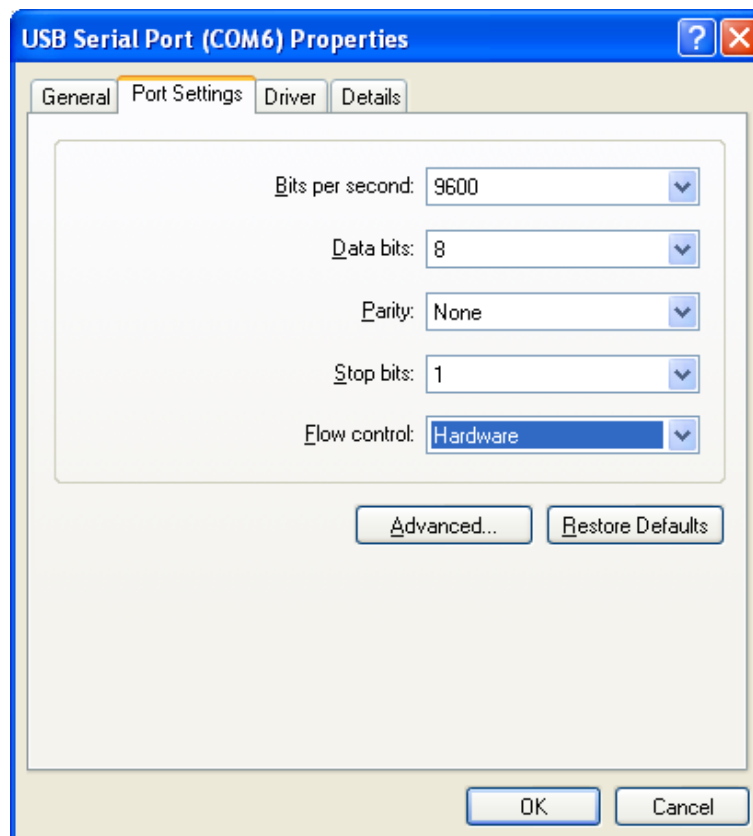 USB Serial Port (COM6) Properties
General Port Settings Driver Details
Bits per second: 9600
Data bits: 8
Parity: None
Stop bits: 1
Flow control: Hardware
Advanced... Restore Defaults
OK Cancel